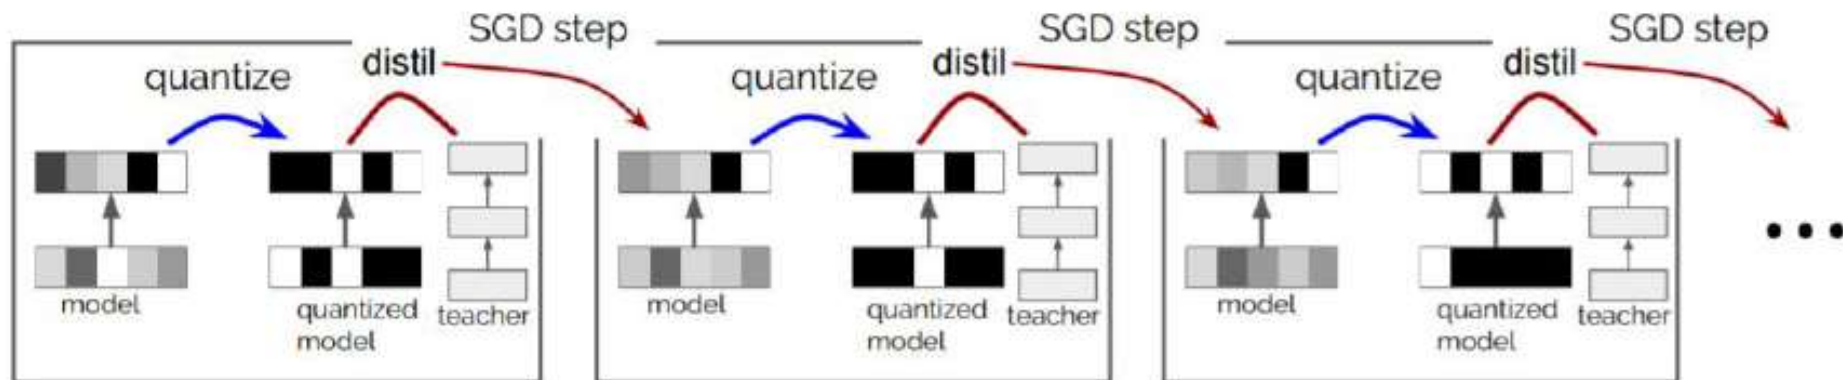 SGD step
SGD step
SGD step
quantize
distil
quantize
distil
quantize
distil
model
quantized
model
teacher
model
quantized
model
teacher
model
quantized
model
teacher